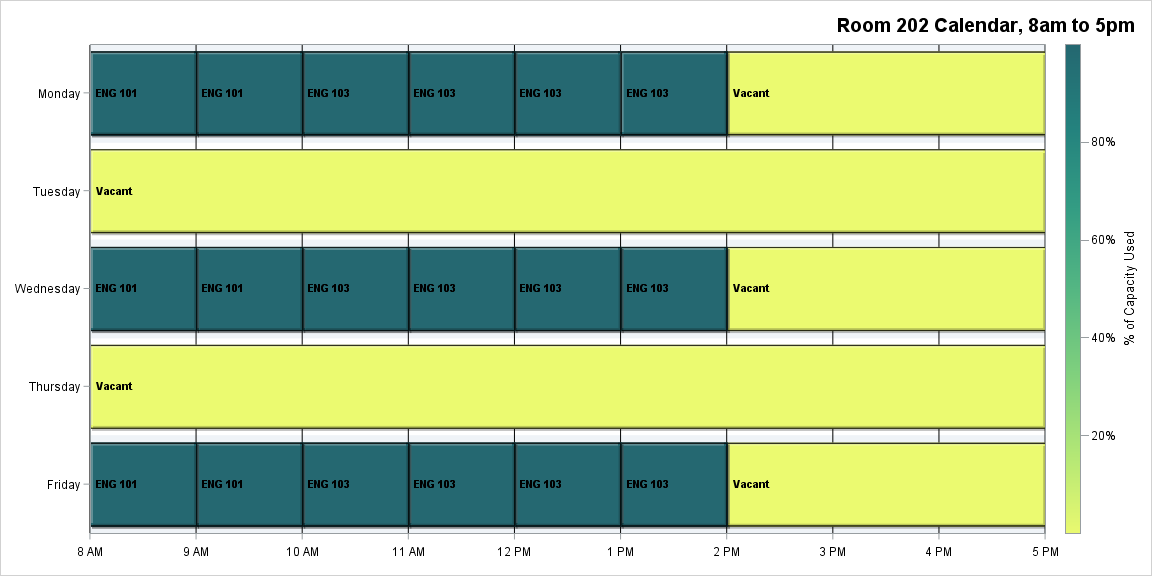 Room 202 Calendar, 8am to 5pm
Monday ENG 101 ENG 101 ENG 103 ENG 103 ENG 103 ENG 103 Vacant
Tuesday Vacant
Wednesday ENG 101 ENG 101 ENG 103 ENG 103 ENG 103 ENG 103 Vacant
Thursday Vacant
Friday ENG 101 ENG 101 ENG 103 ENG 103 ENG 103 ENG 103 Vacant
8 AM 9 AM 10 AM 11 AM 12 PM 1 PM 2 PM 3 PM 4 PM 5 PM
80%
60%
40%
20%
% of Capacity Used